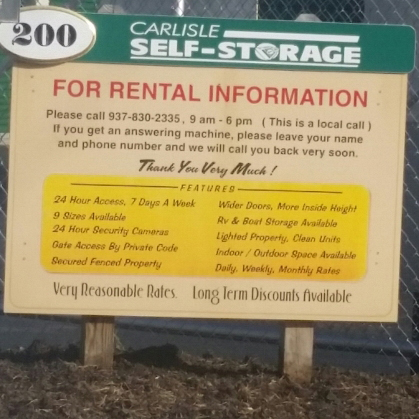 200
CARLISLE
SELF-STORAGE
FOR RENTAL INFORMATION
Please call 937-830-2335, 9 am - 6 pm ( This is a local call )
If you get an answering machine, please leave your name
and phone number and we will call you back very soon.
Thank You Very Much !
FEATURED
24 Hour Access, 7 Days A Week
9 Sizes Available
24 Hour Security Cameras
Gate Access By Private Code
Secured Fenced Property
Wider Doors, More Inside Height
Rv & Boat Storage Available
Lighted Property, Clean Units
Indoor / Outdoor Space Available
Daily, Weekly, Monthly Rates
Very Reasonable Rates. Long Term Discounts Available